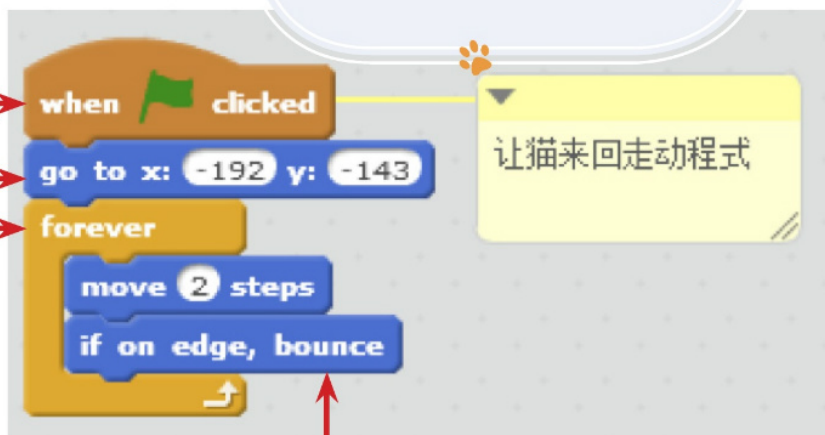 when clicked
让猫来回走动程式
go to x: -192 y: -143
forever
move 2 steps
if on edge, bounce